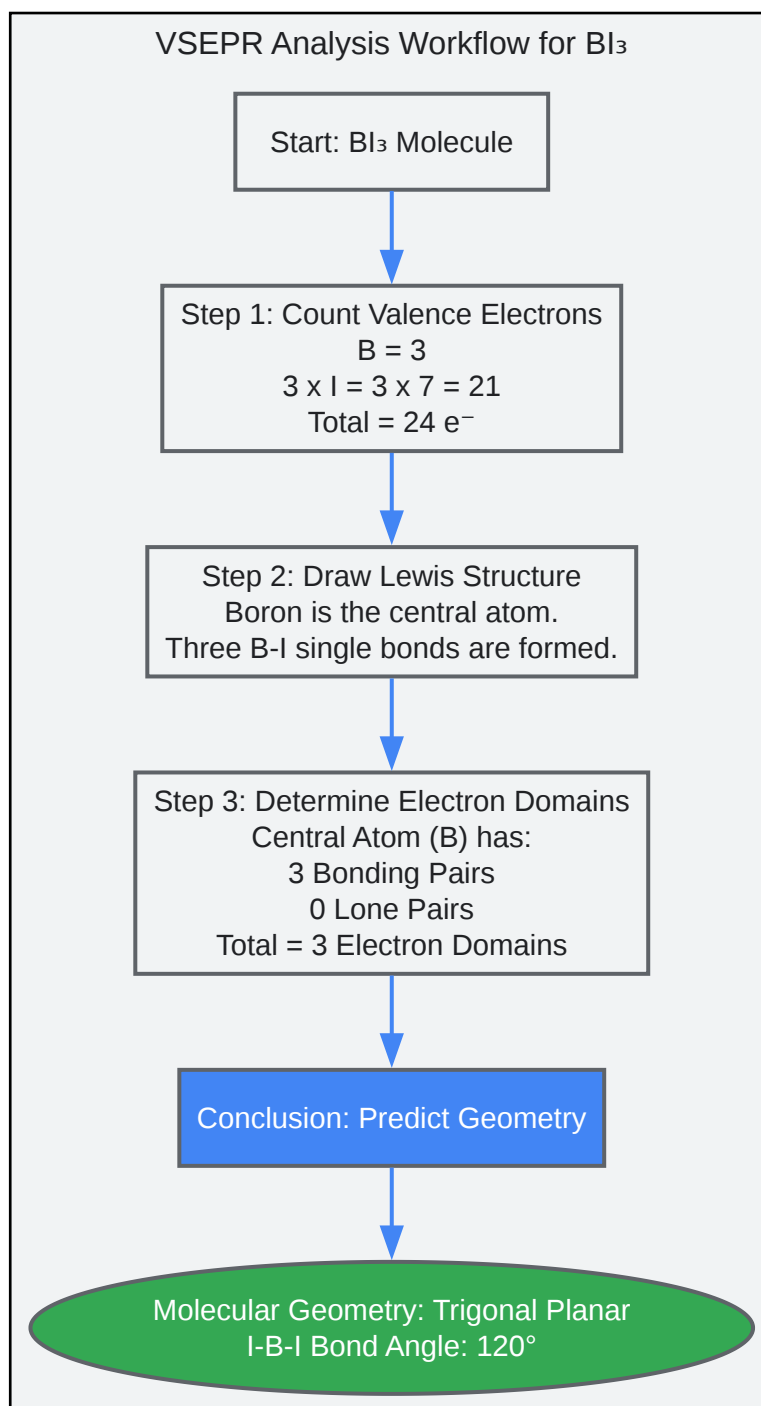 VSEPR Analysis Workflow for BI₃
Start: BI₃ Molecule
Step 1: Count Valence Electrons
B = 3
3 x I = 3 x 7 = 21
Total = 24 e⁻
Step 2: Draw Lewis Structure
Boron is the central atom.
Three B-I single bonds are formed.
Step 3: Determine Electron Domains
Central Atom (B) has:
3 Bonding Pairs
0 Lone Pairs
Total = 3 Electron Domains
Conclusion: Predict Geometry
Molecular Geometry: Trigonal Planar
I-B-I Bond Angle: 120°